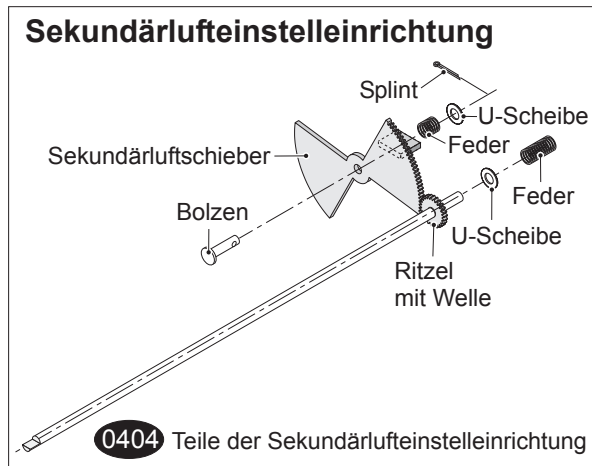 Sekundärlufteinstelleinrichtung
Splint
U-Scheibe
Feder
Sekundärluftschieber
Feder
Bolzen
U-Scheibe
Ritzel
mit Welle
0404 Teile der Sekundärlufteinstelleinrichtung